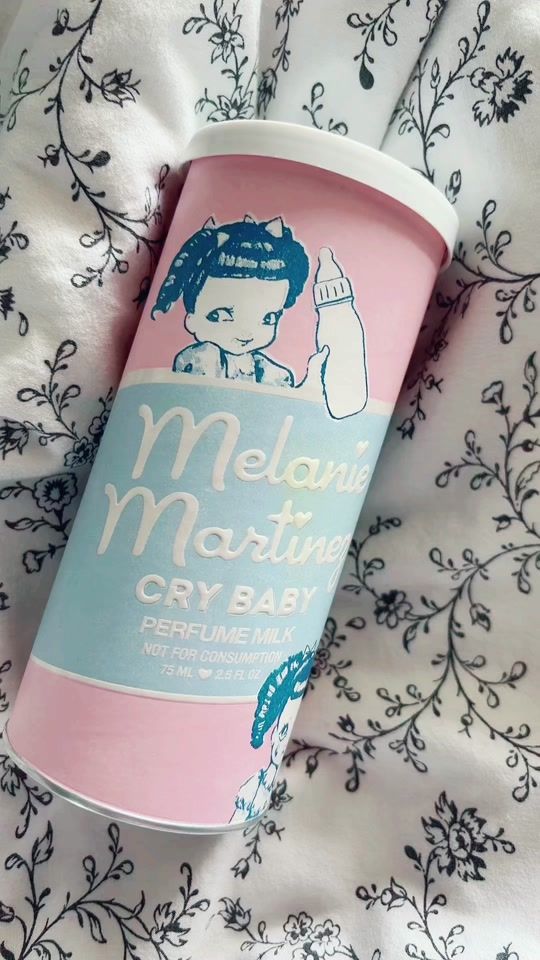 Melanie
Martinez
CRY BABY
PERFUME MILK
NOT FOR CONSUMPTION
75 ML 2.5 FL OZ